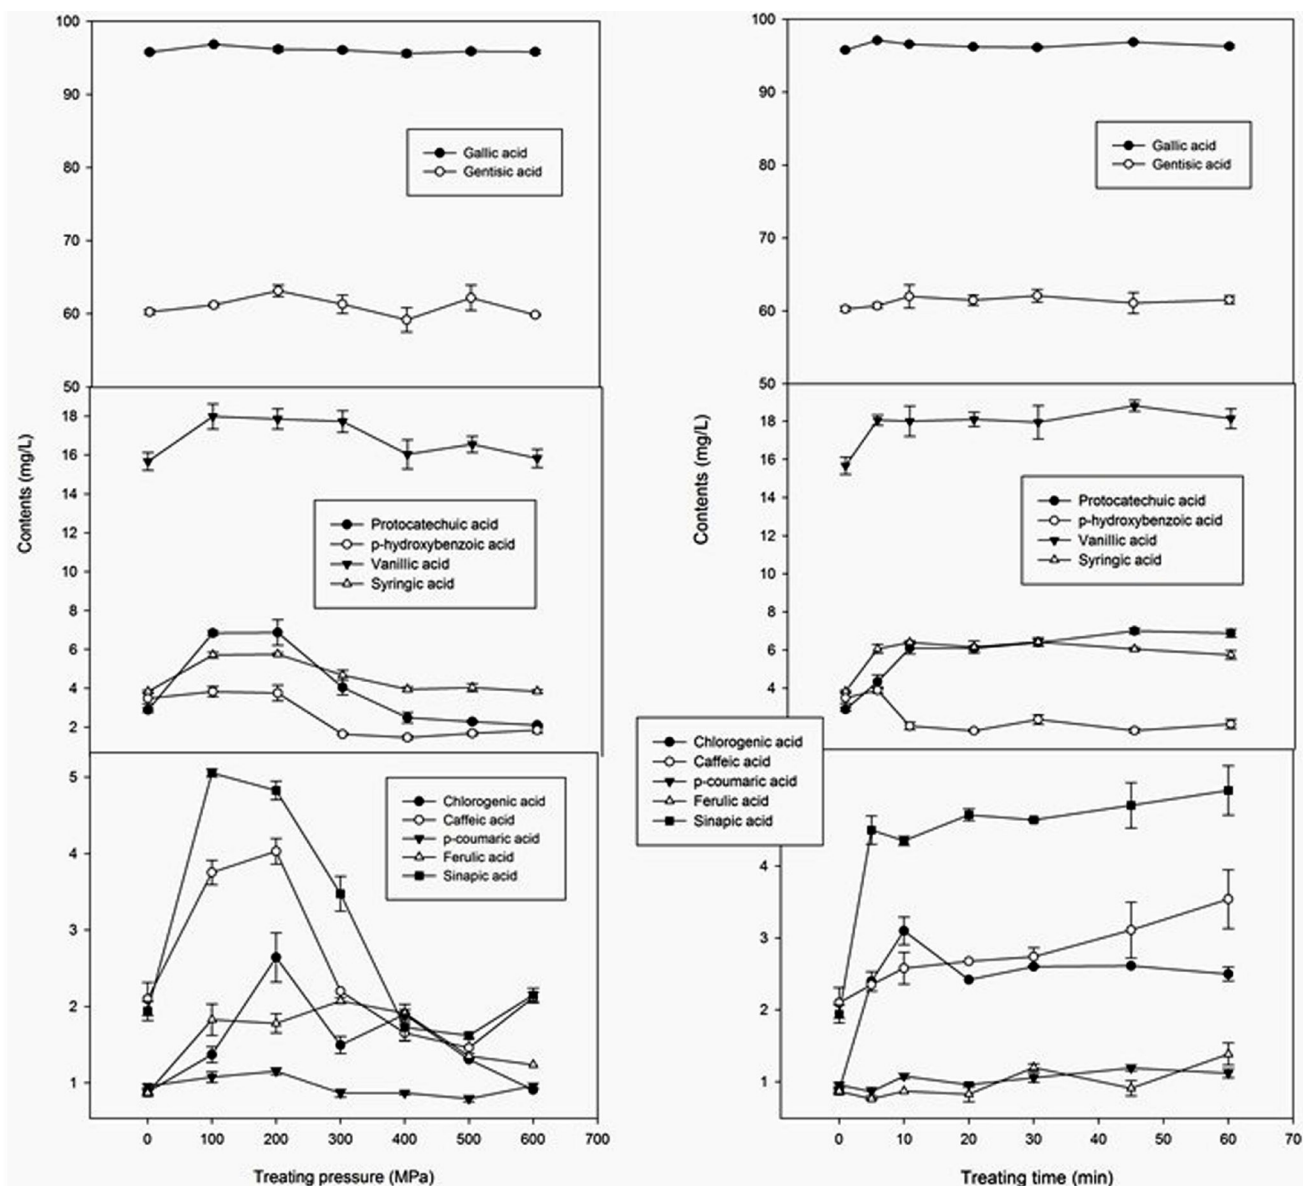 100
90
80
70
60
50
Gallic acid
Gentisic acid
18
16
14
12
10
8
6
4
2
Protocatechuic acid
p-hydroxybenzoic acid
Vanillic acid
Syringic acid
5
4
3
2
1
Chlorogenic acid
Caffeic acid
p-coumaric acid
Ferulic acid
Sinapic acid
Contents (mg/L)
0 100 200 300 400 500 600 700
Treating pressure (MPa)
100
90
80
70
60
50
Gallic acid
Gentisic acid
18
16
14
12
10
8
6
4
Protocatechuic acid
p-hydroxybenzoic acid
Vanillic acid
Syringic acid
Chlorogenic acid
Caffeic acid
p-coumaric acid
Ferulic acid
Sinapic acid
4
3
2
1
Contents (mg/L)
0 10 20 30 40 50 60 70
Treating time (min)